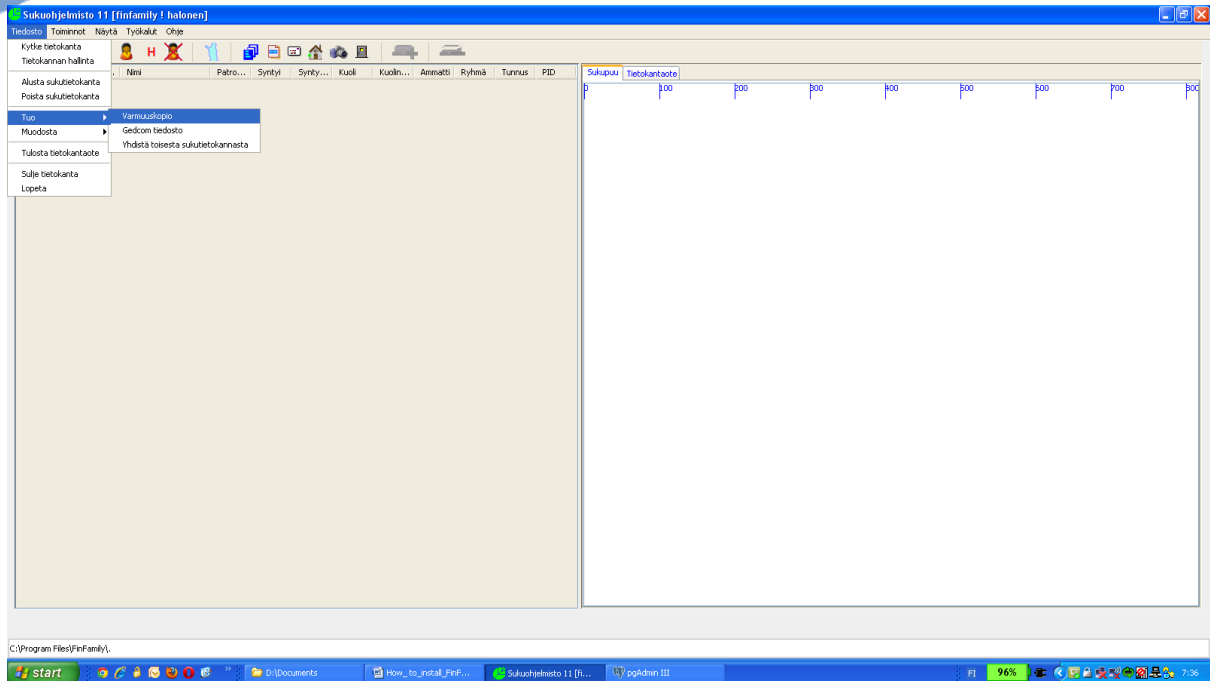 Sukuohjelmisto 11 [finfamily ! halonen]
Tiedosto Toiminnot Näytä Työkalut Ohje
Kytke tietokanta
Tietokannan hallinta
Alusta sukutietokanta
Poista sukutietokanta
Tuo
Muodosta
Tulosta tietokantaote
Sulje tietokanta
Lopeta
Varmuuskopio
Gedcom tiedosto
Yhdistä toisesta sukutietokannasta
H
. Nimi Patro... Syntyi Synty... Kuoli Kuolin... Ammatti Ryhmä Tunnus PID
Sukupuu Tietokantaote
0 100 200 300 400 500 600 700 800
C:\Program Files\FinFamily\.
start » D:\Documents How_to_install_FinF... Sukuohjelmisto 11 [fi... pgAdmin III FI 96% 7:36